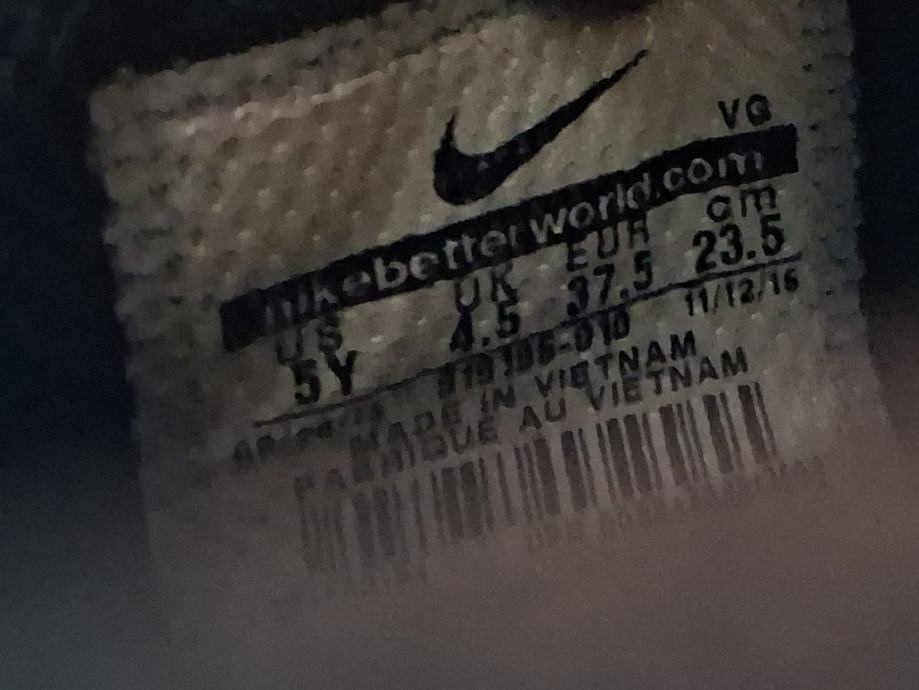 VG
nikebetterworld.com
US UK EUR cm
5Y 4.5 37.5 23.5
11/12/15
MADE IN VIETNAM
FABRIQUE AU VIETNAM